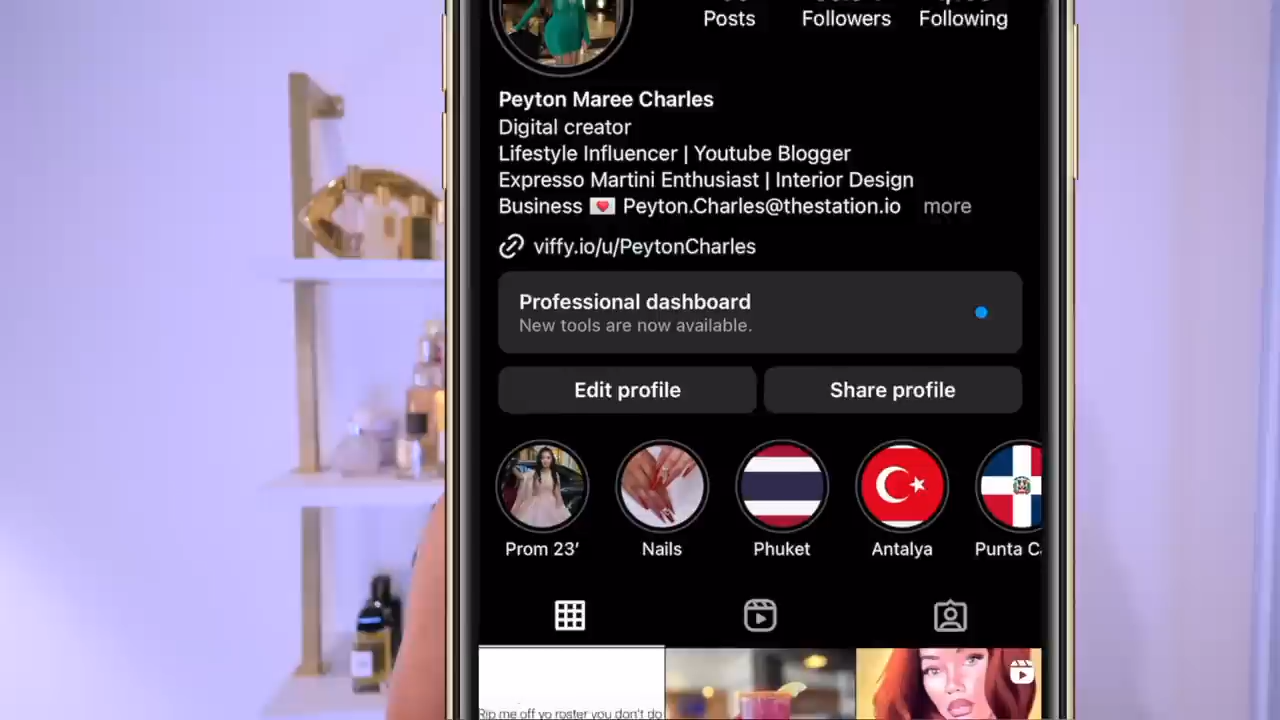 Posts Followers Following
Peyton Maree Charles
Digital creator
Lifestyle Influencer | Youtube Blogger
Expresso Martini Enthusiast | Interior Design
Business 💌 Peyton.Charles@thestation.io more
viffy.io/u/PeytonCharles
Professional dashboard
New tools are now available.
Edit profile Share profile
Prom 23’ Nails Phuket Antalya Punta
Rip me off yo roster you don't do